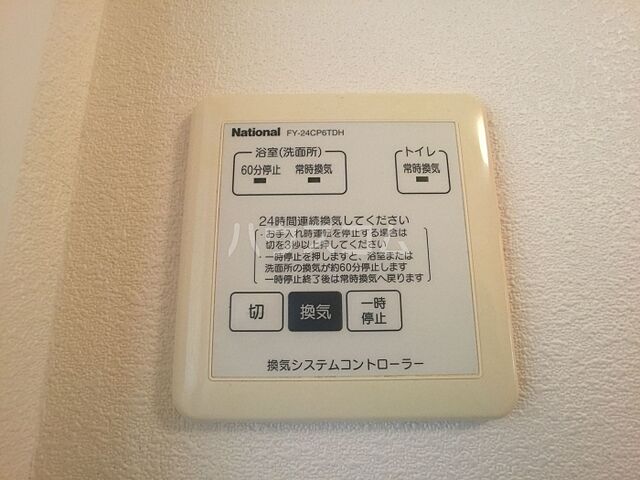 National FY-24CP6TDH
浴室(洗面所)
トイレ
60分停止 常時換気
常時換気
24時間連続換気してください
・お手入れ時運転を停止する場合は
切を3秒以上押してください
・一時停止を押しますと、浴室または
洗面所の換気が約60分停止します
一時停止終了後は常時換気へ戻ります
切
換気
一時
停止
換気システムコントローラー